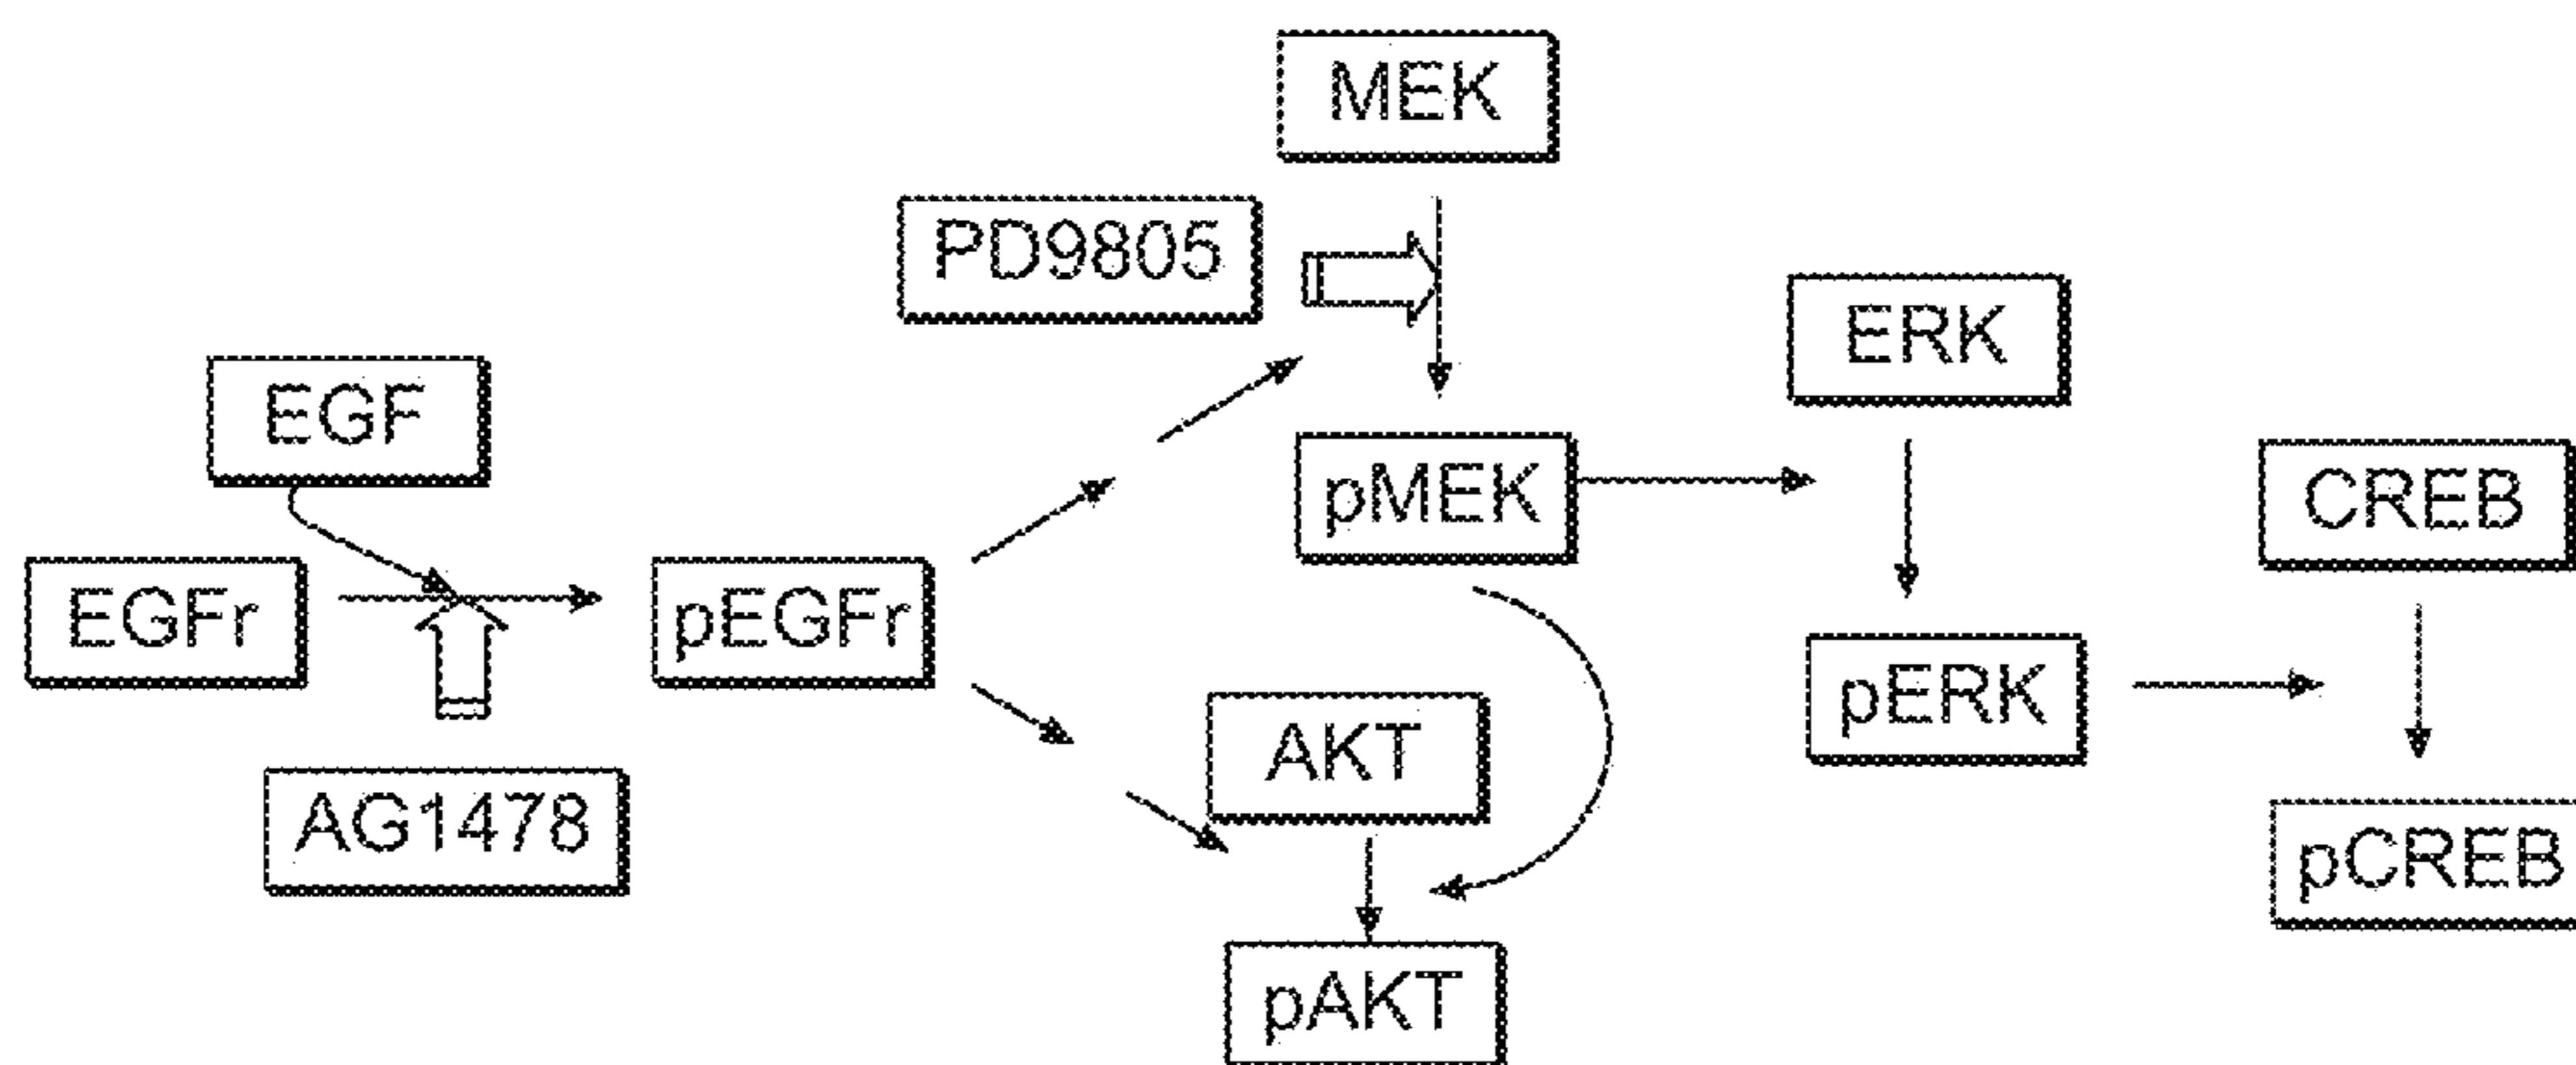 MEK
PD9805
ERK
EGF
pMEK
CREB
EGFr
pEGFr
pERK
AKT
AG1478
pCREB
pAKT